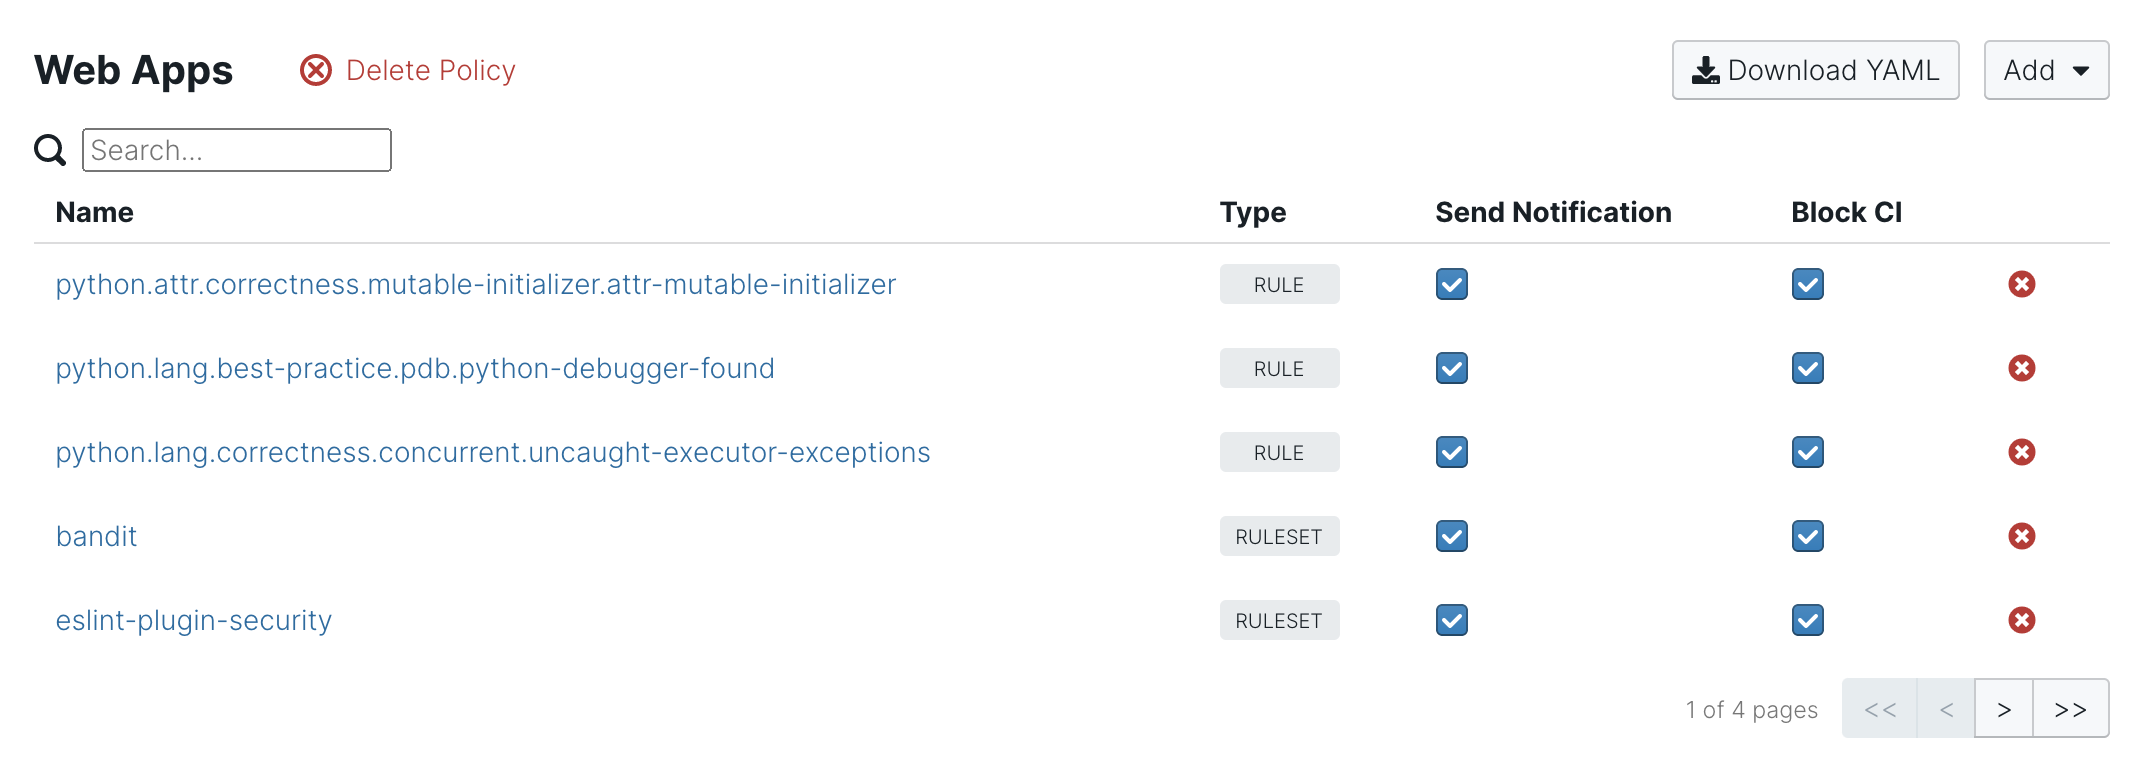 Web Apps Delete Policy Download YAML Add
Search...
Name Type Send Notification Block CI
python.attr.correctness.mutable-initializer.attr-mutable-initializer RULE
python.lang.best-practice.pdb.python-debugger-found RULE
python.lang.correctness.concurrent.uncaught-executor-exceptions RULE
bandit RULESET
eslint-plugin-security RULESET
1 of 4 pages << < > >>